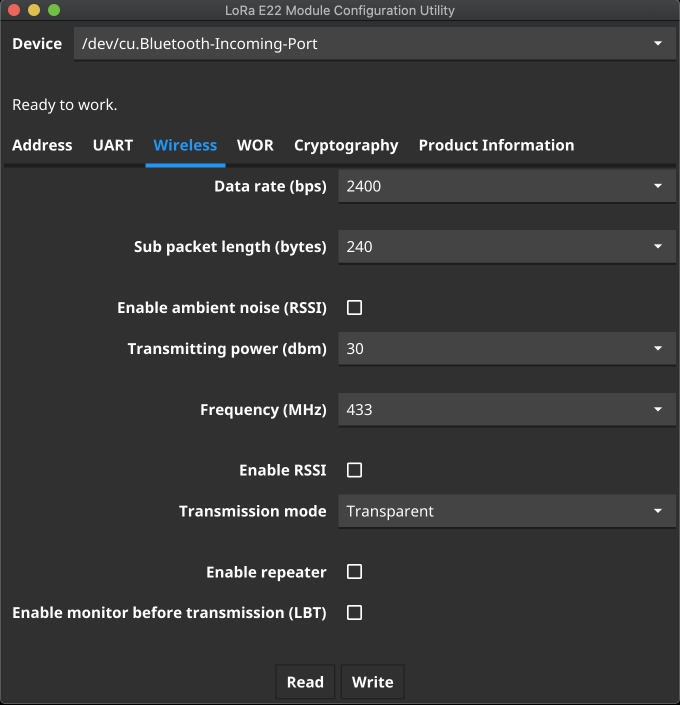 LoRa E22 Module Configuration Utility
Device /dev/cu.Bluetooth-Incoming-Port
Ready to work.
Address UART Wireless WOR Cryptography Product Information
Data rate (bps) 2400
Sub packet length (bytes) 240
Enable ambient noise (RSSI)
Transmitting power (dbm) 30
Frequency (MHz) 433
Enable RSSI
Transmission mode Transparent
Enable repeater
Enable monitor before transmission (LBT)
Read Write